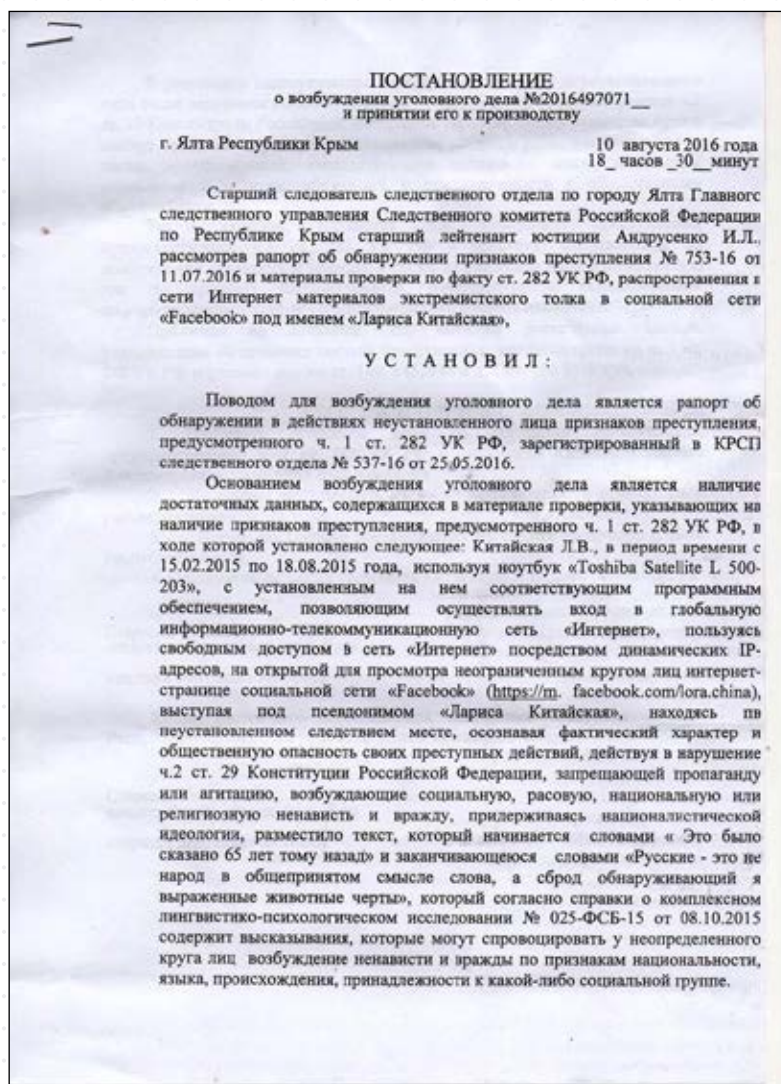 ПОСТАНОВЛЕНИЕ
о возбуждении уголовного дела №2016497071__
и принятии его к производству
г. Ялта Республики Крым 10 августа 2016 года
18_ часов _30__минут
Старший следователь следственного отдела по городу Ялта Главного
следственного управления Следственного комитета Российской Федерации
по Республике Крым старший лейтенант юстиции Андрусенко И.Л.,
рассмотрев рапорт об обнаружении признаков преступления № 753-16 от
11.07.2016 и материалы проверки по факту ст. 282 УК РФ, распространения в
сети Интернет материалов экстремистского толка в социальной сети
«Facebook» под именем «Лариса Китайская»,
УСТАНОВИЛ:
Поводом для возбуждения уголовного дела является рапорт об
обнаружении в действиях неустановленного лица признаков преступления,
предусмотренного ч. 1 ст. 282 УК РФ, зарегистрированный в КРСП
следственного отдела № 537-16 от 25.05.2016.
Основанием возбуждения уголовного дела является наличие
достаточных данных, содержащихся в материале проверки, указывающих на
наличие признаков преступления, предусмотренного ч. 1 ст. 282 УК РФ, в
ходе которой установлено следующее: Китайская Л.В., в период времени с
15.02.2015 по 18.08.2015 года, используя ноутбук «Toshiba Satellite L 500-
203», с установленным на нем соответствующим программным
обеспечением, позволяющим осуществлять вход в глобальную
информационно-телекоммуникационную сеть «Интернет», пользуясь
свободным доступом в сеть «Интернет» посредством динамических IP-
адресов, на открытой для просмотра неограниченным кругом лиц интернет-
странице социальной сети «Facebook» (https://m. facebook.com/lora.china),
выступая под псевдонимом «Лариса Китайская», находясь пв
неустановленном следствием месте, осознавая фактический характер и
общественную опасность своих преступных действий, действуя в нарушение
ч.2 ст. 29 Конституции Российской Федерации, запрещающей пропаганду
или агитацию, возбуждающие социальную, расовую, национальную или
религиозную ненависть и вражду, придерживаясь националистической
идеологии, разместило текст, который начинается словами « Это было
сказано 65 лет тому назад» и заканчивающеюся словами «Русские - это не
народ в общепринятом смысле слова, а сброд обнаруживающий я
выраженные животные черты», который согласно справки о комплексном
лингвистико-психологическом исследовании № 025-ФСБ-15 от 08.10.2015
содержит высказывания, которые могут спровоцировать у неопределенного
круга лиц возбуждение ненависти и вражды по признакам национальности,
языка, происхождения, принадлежности к какой-либо социальной группе.